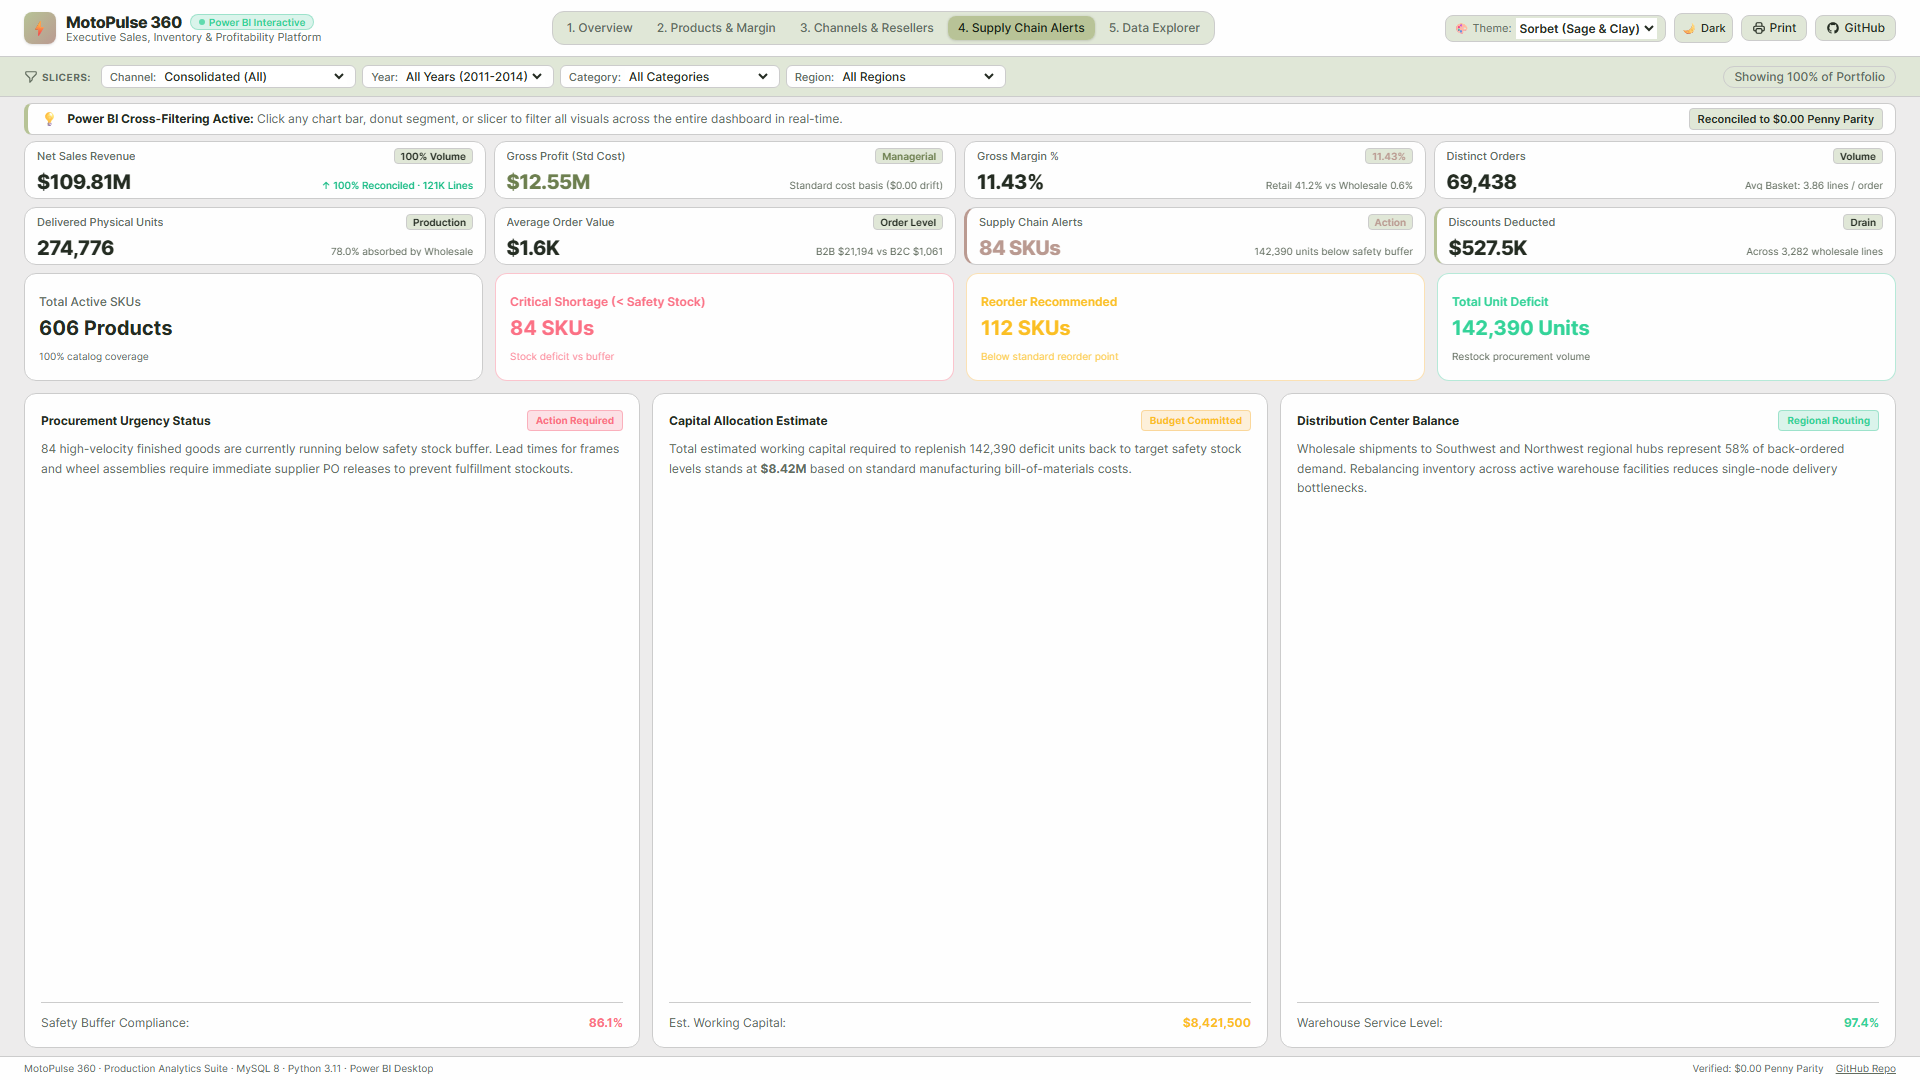 MotoPulse 360
Power BI Interactive
Executive Sales, Inventory & Profitability Platform
1. Overview
2. Products & Margin
3. Channels & Resellers
4. Supply Chain Alerts
5. Data Explorer
Theme: Sorbet (Sage & Clay)
Dark
Print
GitHub
SLICERS:
Channel: Consolidated (All)
Year: All Years (2011-2014)
Category: All Categories
Region: All Regions
Showing 100% of Portfolio
Power BI Cross-Filtering Active: Click any chart bar, donut segment, or slicer to filter all visuals across the entire dashboard in real-time.
Reconciled to $0.00 Penny Parity
Net Sales Revenue
100% Volume
$109.81M
↑ 100% Reconciled · 121K Lines
Gross Profit (Std Cost)
Managerial
$12.55M
Standard cost basis ($0.00 drift)
Gross Margin %
11.43%
11.43%
Retail 41.2% vs Wholesale 0.6%
Distinct Orders
Volume
69,438
Avg Basket: 3.86 lines / order
Delivered Physical Units
Production
274,776
78.0% absorbed by Wholesale
Average Order Value
Order Level
$1.6K
B2B $21,194 vs B2C $1,061
Supply Chain Alerts
Action
84 SKUs
142,390 units below safety buffer
Discounts Deducted
Drain
$527.5K
Across 3,282 wholesale lines
Total Active SKUs
606 Products
100% catalog coverage
Critical Shortage (< Safety Stock)
84 SKUs
Stock deficit vs buffer
Reorder Recommended
112 SKUs
Below standard reorder point
Total Unit Deficit
142,390 Units
Restock procurement volume
Procurement Urgency Status
Action Required
84 high-velocity finished goods are currently running below safety stock buffer. Lead times for frames
and wheel assemblies require immediate supplier PO releases to prevent fulfillment stockouts.
Safety Buffer Compliance:
86.1%
Capital Allocation Estimate
Budget Committed
Total estimated working capital required to replenish 142,390 deficit units back to target safety stock
levels stands at $8.42M based on standard manufacturing bill-of-materials costs.
Est. Working Capital:
$8,421,500
Distribution Center Balance
Regional Routing
Wholesale shipments to Southwest and Northwest regional hubs represent 58% of back-ordered
demand. Rebalancing inventory across active warehouse facilities reduces single-node delivery
bottlenecks.
Warehouse Service Level:
97.4%
MotoPulse 360 · Production Analytics Suite · MySQL 8 · Python 3.11 · Power BI Desktop
Verified: $0.00 Penny Parity
GitHub Repo